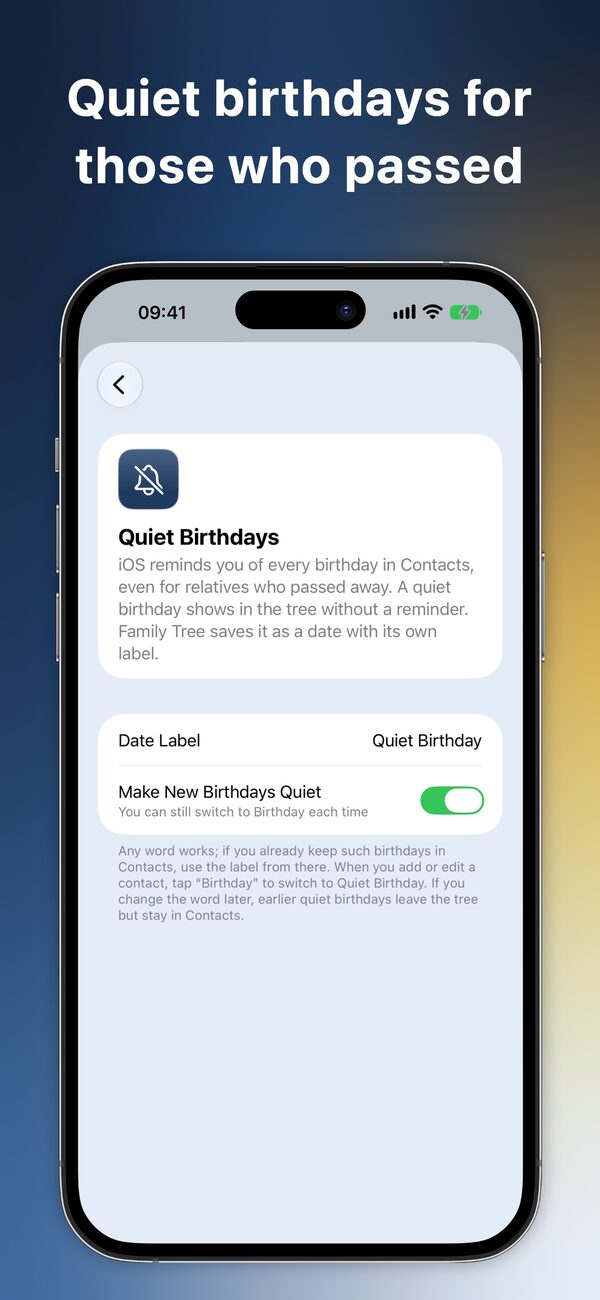 Quiet birthdays for
those who passed
09:41
Quiet Birthdays
iOS reminds you of every birthday in Contacts,
even for relatives who passed away. A quiet
birthday shows in the tree without a reminder.
Family Tree saves it as a date with its own
label.
Date Label Quiet Birthday
Make New Birthdays Quiet
You can still switch to Birthday each time
Any word works; if you already keep such birthdays in
Contacts, use the label from there. When you add or edit a
contact, tap “Birthday” to switch to Quiet Birthday. If you
change the word later, earlier quiet birthdays leave the tree
but stay in Contacts.